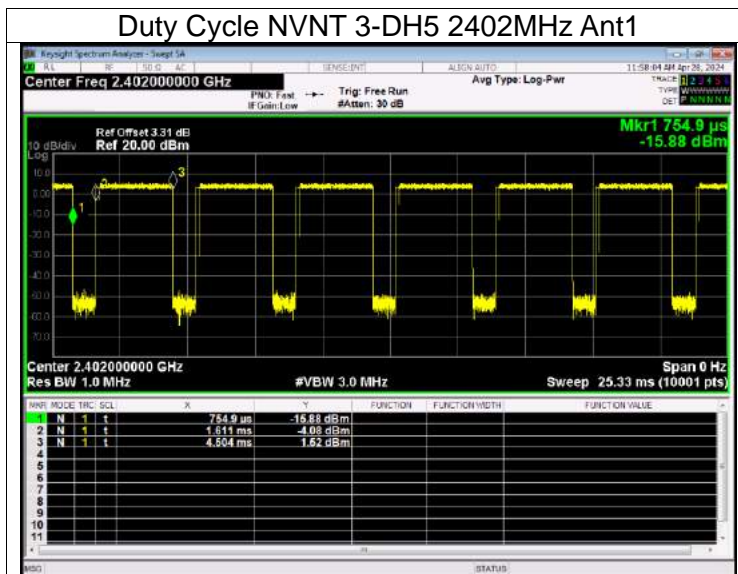 Duty Cycle NVNT 3-DH5 2402MHz Ant1
Keysight Spectrum Analyzer - Swept SA
RL RF 50 Ω AC SENSE:INT ALIGN AUTO 11:58:04 AM Apr 28, 2024
Center Freq 2.402000000 GHz
PNO: Fast
IFGain:Low
Trig: Free Run
#Atten: 30 dB
Avg Type: Log-Pwr
TRACE 1 2 3 4 5 6
TYPE
DET P N N N N N
Ref Offset 3.31 dB
Ref 20.00 dBm
Mkr1 754.9 µs
-15.88 dBm
10 dB/div
Log
10.0
0.00
-10.0
-20.0
-30.0
-40.0
-50.0
-60.0
-70.0
1
2
3
Center 2.402000000 GHz
Span 0 Hz
Res BW 1.0 MHz
#VBW 3.0 MHz
Sweep 25.33 ms (10001 pts)
MKR MODE TRC SCL X Y FUNCTION FUNCTION WIDTH FUNCTION VALUE
1 N 1 t 754.9 µs -15.88 dBm
2 N 1 t 1.611 ms -4.08 dBm
3 N 1 t 4.504 ms 1.52 dBm
4
5
6
7
8
9
10
11
MSG STATUS